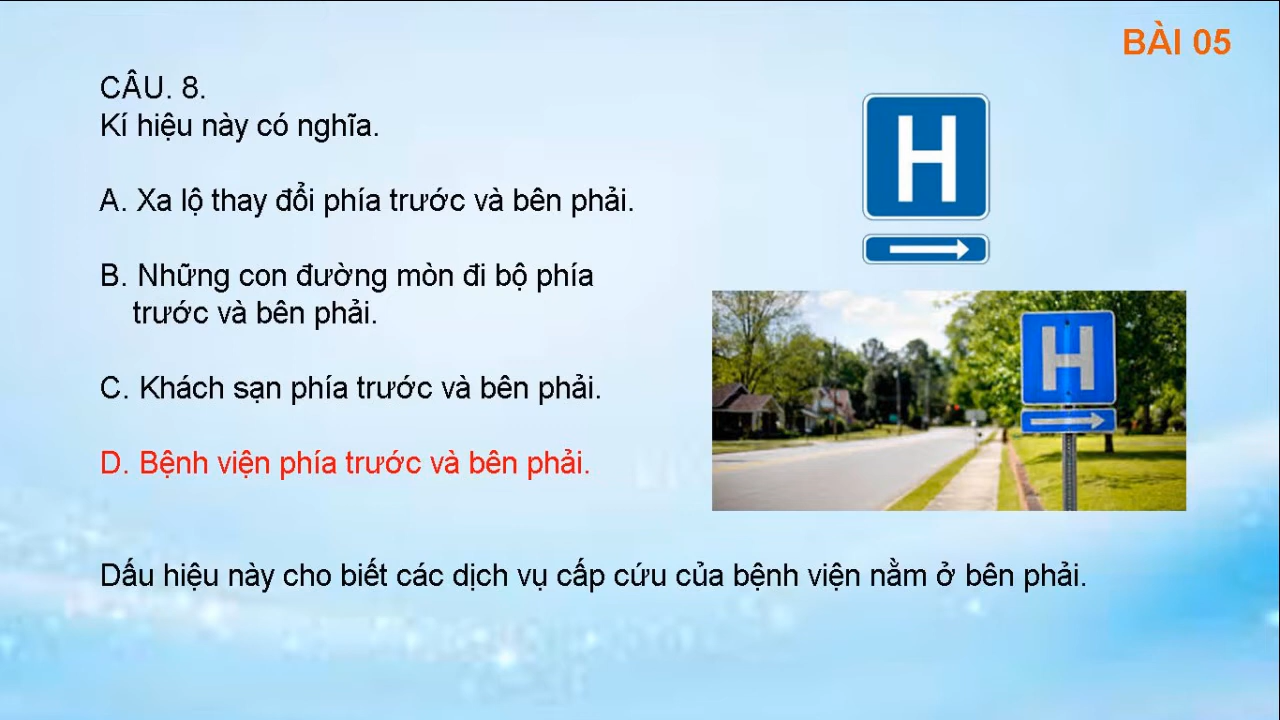 BÀI 05
CÂU. 8.
Kí hiệu này có nghĩa.
A. Xa lộ thay đổi phía trước và bên phải.
B. Những con đường mòn đi bộ phía
trước và bên phải.
C. Khách sạn phía trước và bên phải.
D. Bệnh viện phía trước và bên phải.
H
H
Dấu hiệu này cho biết các dịch vụ cấp cứu của bệnh viện nằm ở bên phải.